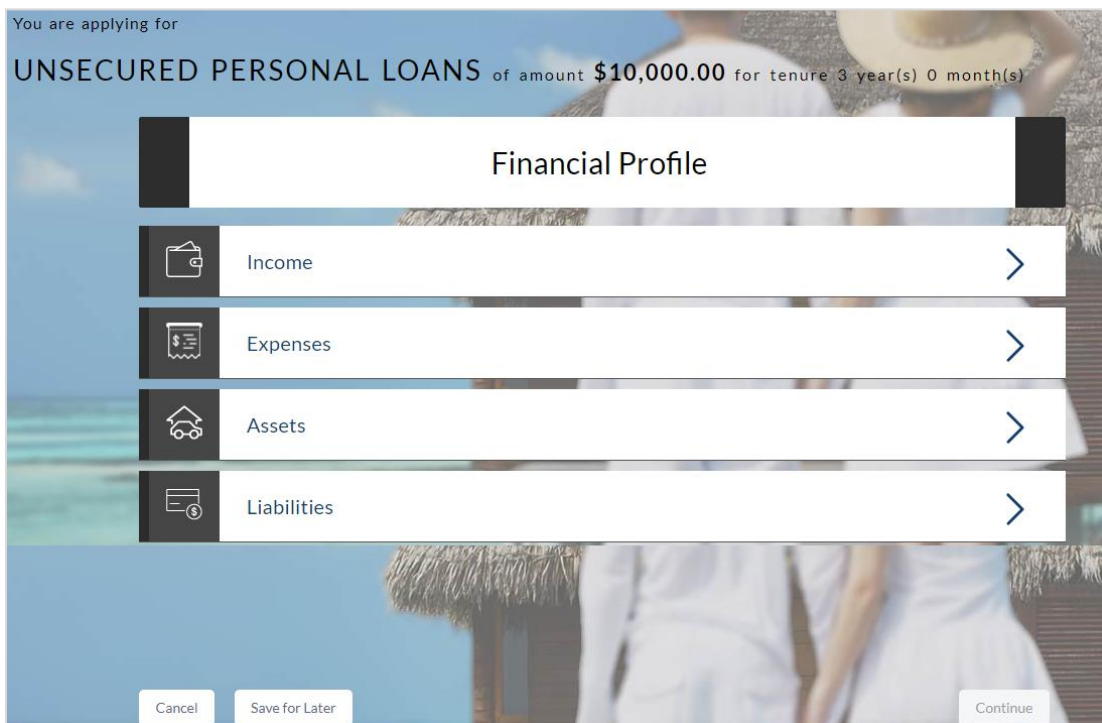 You are applying for
UNSECURED PERSONAL LOANS of amount $10,000.00 for tenure 3 year(s) 0 month(s)
Financial Profile
Income
Expenses
Assets
Liabilities
Cancel Save for Later Continue